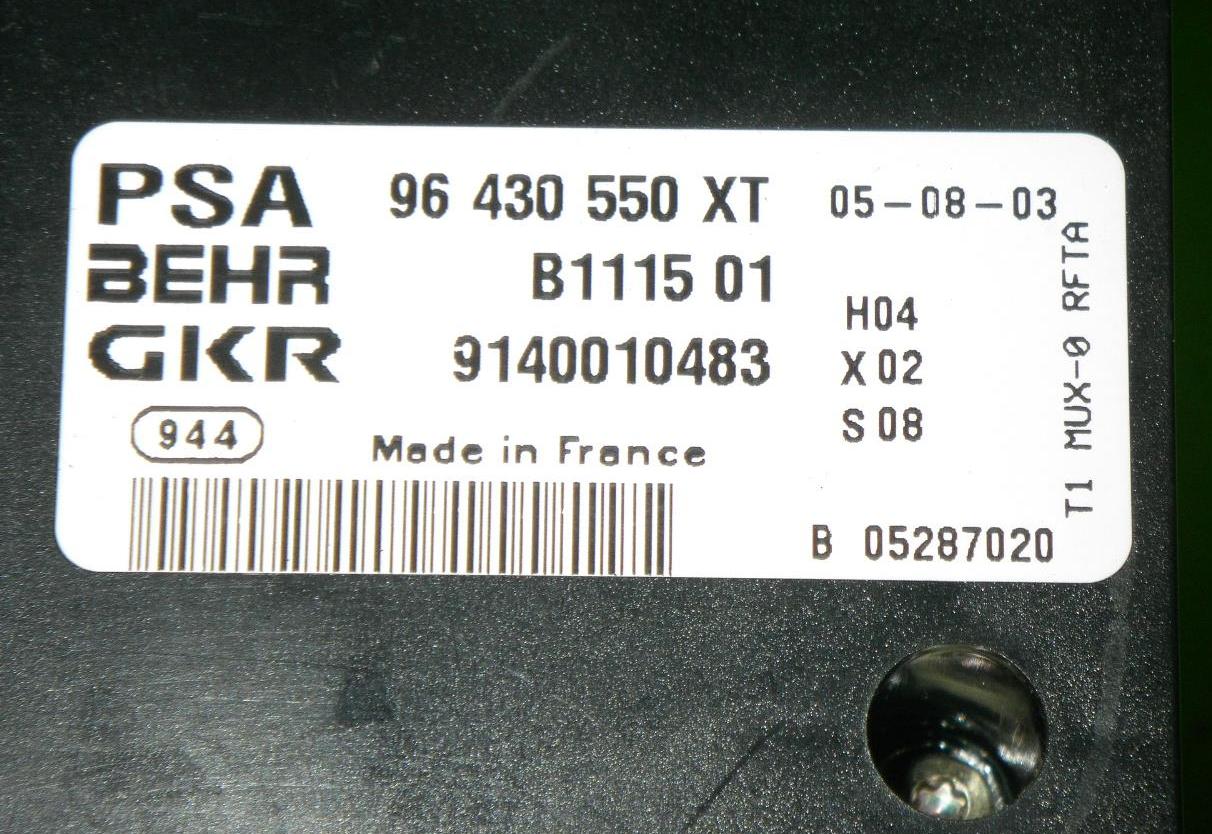 PSA 96 430 550 XT 05-08-03
BEHR B1115 01
GKR 9140010483
H04
X 02
S 08
944 Made in France
B 05287020
T1 MUX-0 RFTA